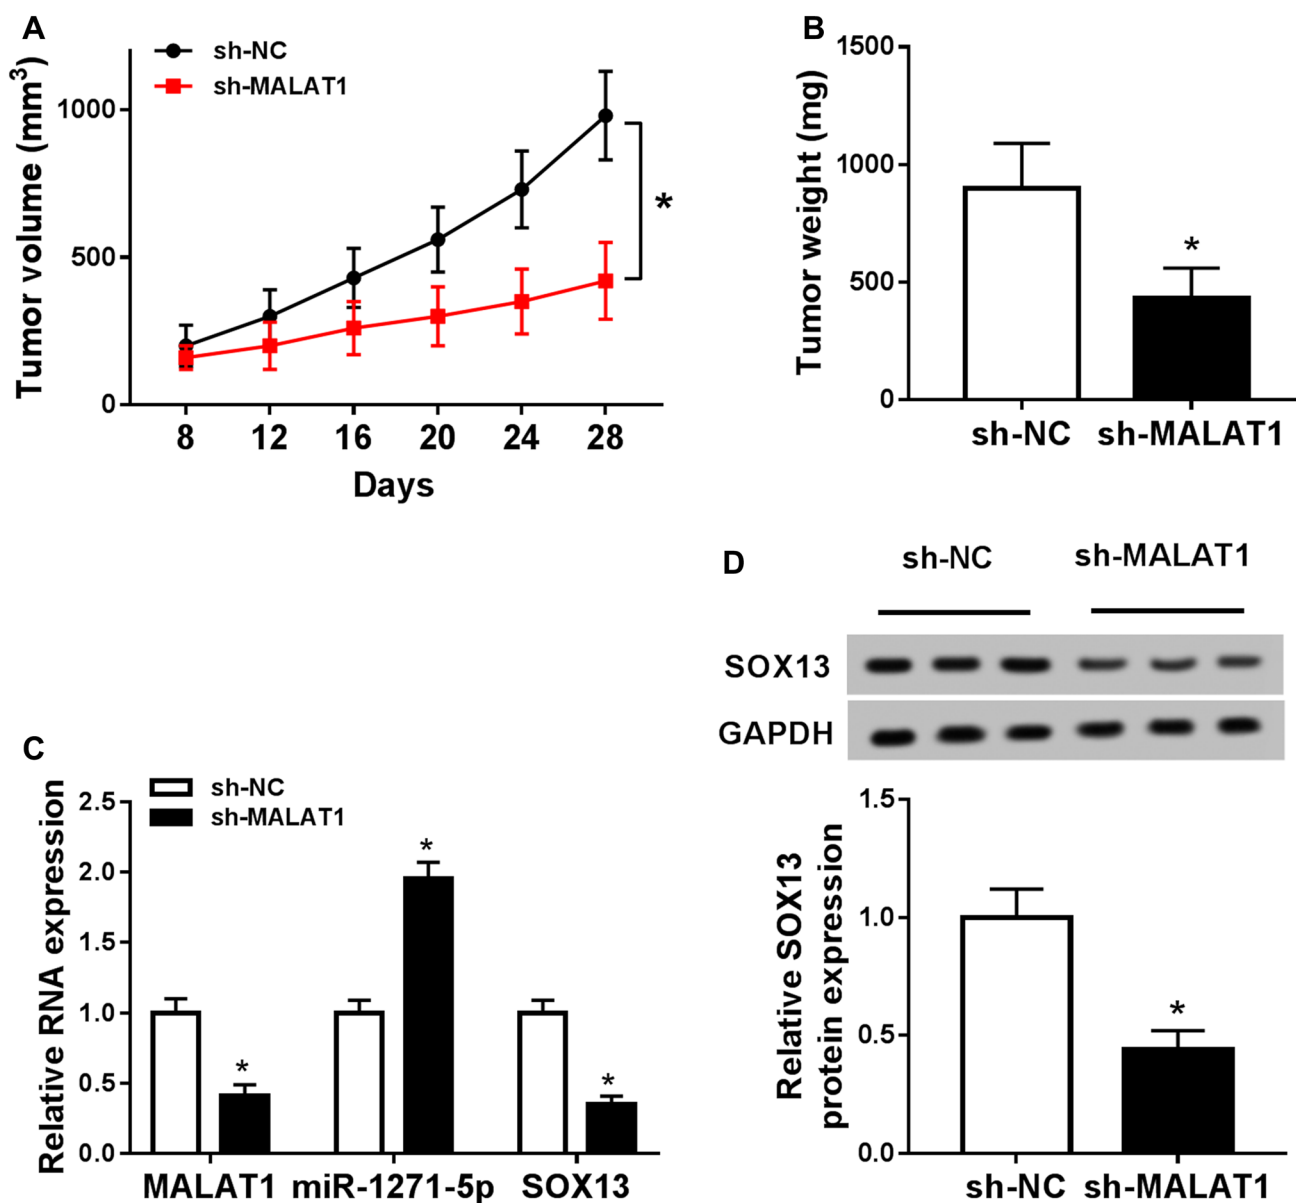 A
sh-NC
sh-MALAT1
Tumor volume (mm³)
1000
500
0
8 12 16 20 24 28
Days
*
B
Tumor weight (mg)
1500
1000
500
0
*
sh-NC sh-MALAT1
C
sh-NC
sh-MALAT1
Relative RNA expression
2.5
2.0
1.5
1.0
0.5
0.0
*
*
*
MALAT1 miR-1271-5p SOX13
D
sh-NC sh-MALAT1
SOX13
GAPDH
Relative SOX13
protein expression
1.5
1.0
0.5
0.0
*
sh-NC sh-MALAT1